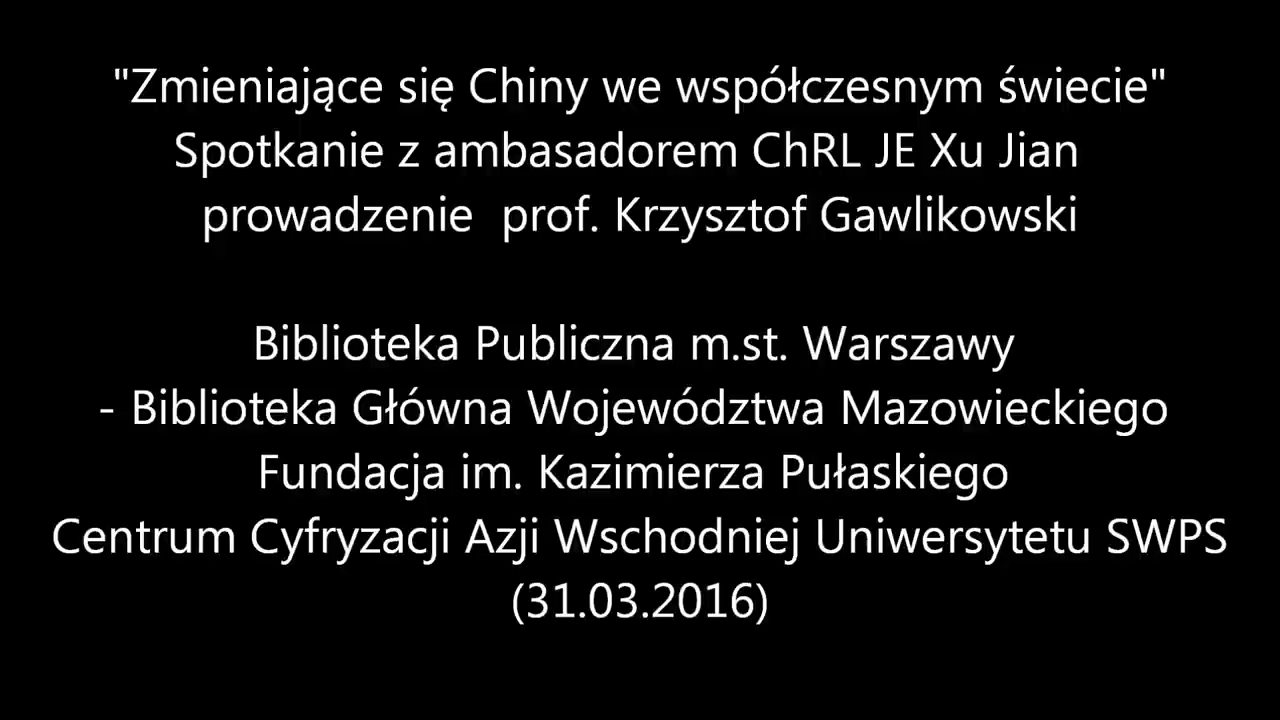 "Zmieniające się Chiny we współczesnym świecie"
Spotkanie z ambasadorem ChRL JE Xu Jian
prowadzenie prof. Krzysztof Gawlikowski
Biblioteka Publiczna m.st. Warszawy
- Biblioteka Główna Województwa Mazowieckiego
Fundacja im. Kazimierza Pułaskiego
Centrum Cyfryzacji Azji Wschodniej Uniwersytetu SWPS
(31.03.2016)